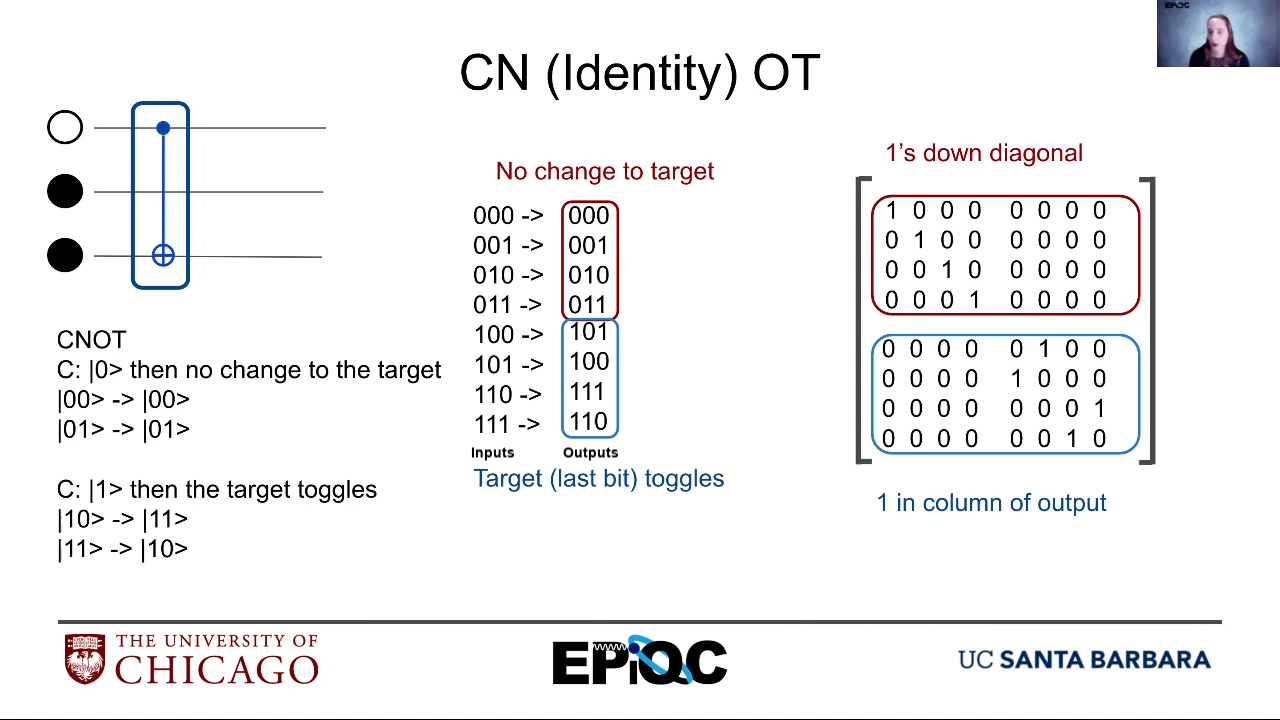 EPiQC
CN (Identity) OT
CNOT
C: |0> then no change to the target
|00> -> |00>
|01> -> |01>
C: |1> then the target toggles
|10> -> |11>
|11> -> |10>
No change to target
000 -> 000
001 -> 001
010 -> 010
011 -> 011
100 -> 101
101 -> 100
110 -> 111
111 -> 110
Inputs Outputs
Target (last bit) toggles
1's down diagonal
1 0 0 0 0 0 0 0
0 1 0 0 0 0 0 0
0 0 1 0 0 0 0 0
0 0 0 1 0 0 0 0
0 0 0 0 0 1 0 0
0 0 0 0 1 0 0 0
0 0 0 0 0 0 0 1
0 0 0 0 0 0 1 0
1 in column of output
THE UNIVERSITY OF
CHICAGO
EPiQC
UC SANTA BARBARA